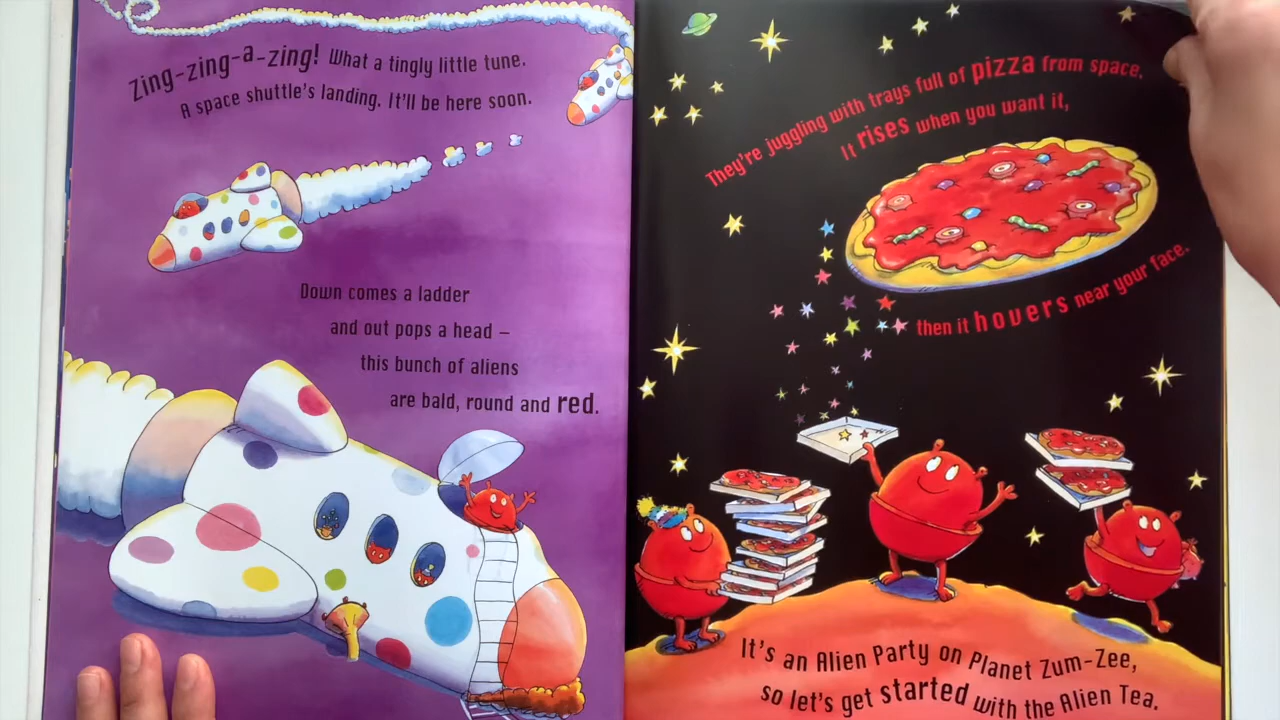 Zing-zing-a-zing! What a tingly little tune.
A space shuttle's landing. It'll be here soon.
Down comes a ladder
and out pops a head –
this bunch of aliens
are bald, round and red.
They're juggling with trays full of pizza from space.
It rises when you want it,
then it hovers near your face.
It's an Alien Party on Planet Zum-Zee,
so let's get started with the Alien Tea.